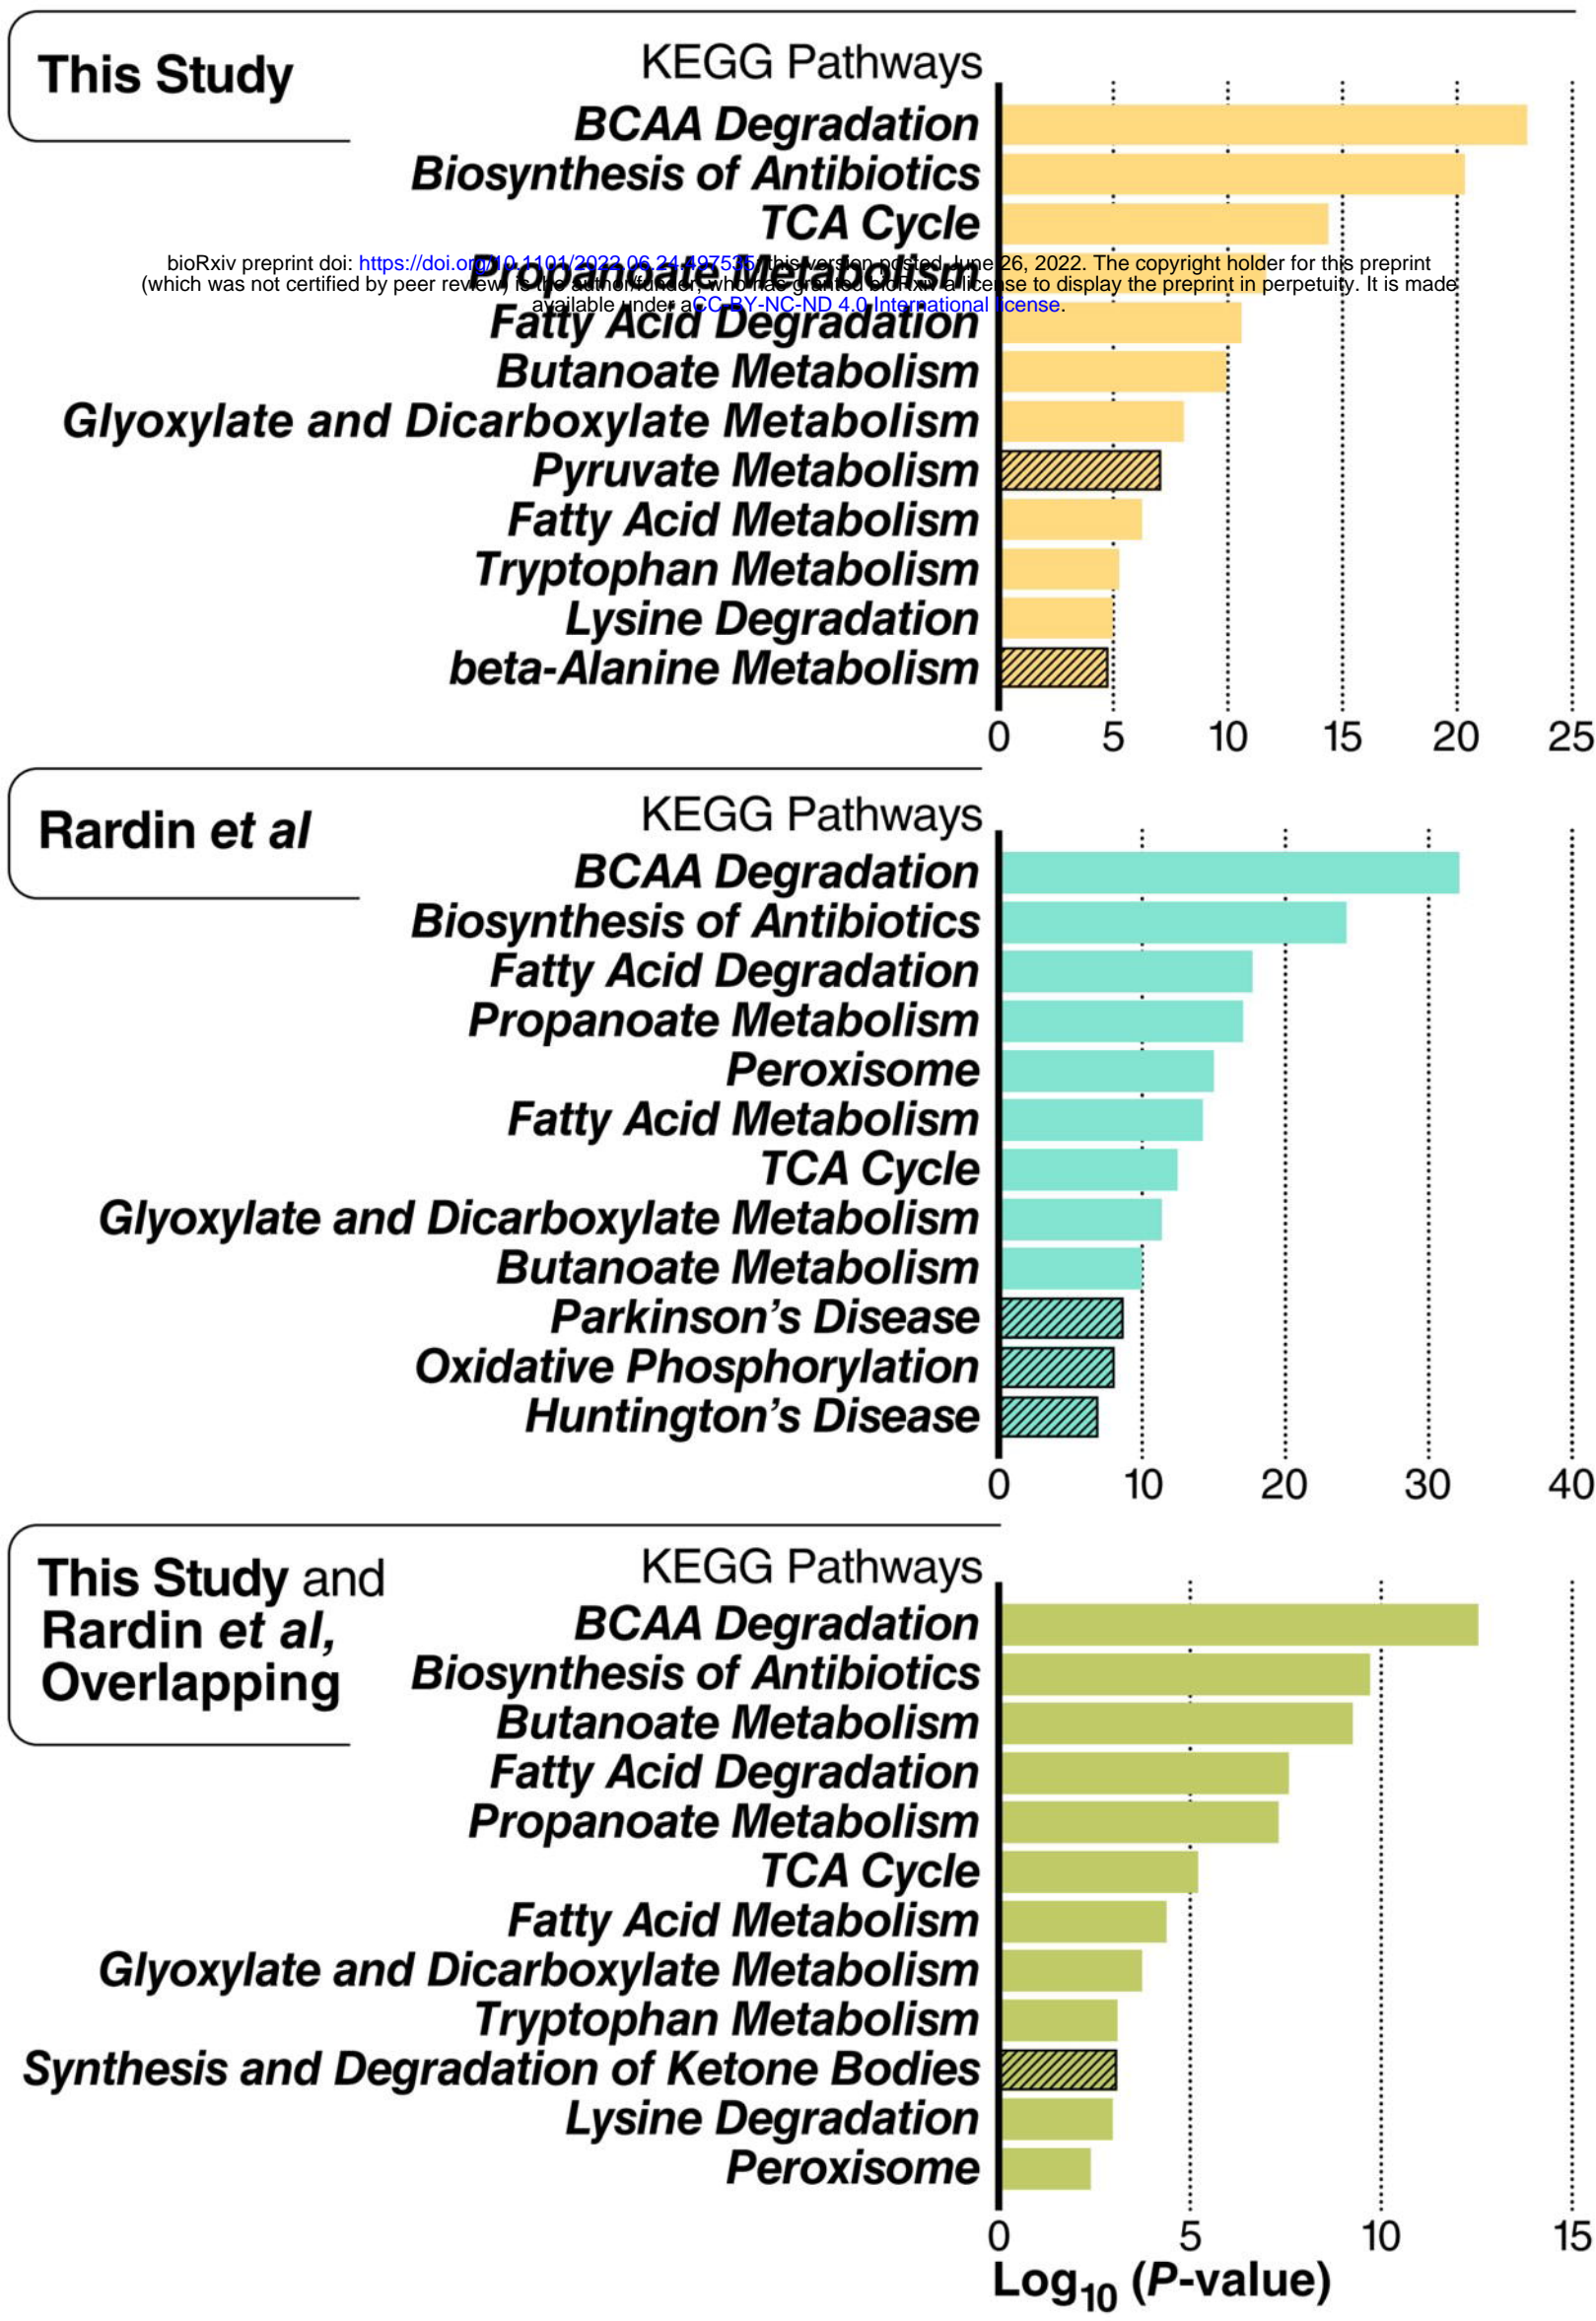 This Study
KEGG Pathways
BCAA Degradation
Biosynthesis of Antibiotics
TCA Cycle
Propanoate Metabolism
bioRxiv preprint doi: https://doi.org/10.1101/2022.06.24.497535; this version posted June 26, 2022. The copyright holder for this preprint
(which was not certified by peer review) is the author/funder, who has granted bioRxiv a license to display the preprint in perpetuity. It is made
available under aCC-BY-NC-ND 4.0 International license.
Fatty Acid Degradation
Butanoate Metabolism
Glyoxylate and Dicarboxylate Metabolism
Pyruvate Metabolism
Fatty Acid Metabolism
Tryptophan Metabolism
Lysine Degradation
beta-Alanine Metabolism
0 5 10 15 20 25
Rardin et al
KEGG Pathways
BCAA Degradation
Biosynthesis of Antibiotics
Fatty Acid Degradation
Propanoate Metabolism
Peroxisome
Fatty Acid Metabolism
TCA Cycle
Glyoxylate and Dicarboxylate Metabolism
Butanoate Metabolism
Parkinson's Disease
Oxidative Phosphorylation
Huntington's Disease
0 10 20 30 40
This Study and
Rardin et al,
Overlapping
KEGG Pathways
BCAA Degradation
Biosynthesis of Antibiotics
Butanoate Metabolism
Fatty Acid Degradation
Propanoate Metabolism
TCA Cycle
Fatty Acid Metabolism
Glyoxylate and Dicarboxylate Metabolism
Tryptophan Metabolism
Synthesis and Degradation of Ketone Bodies
Lysine Degradation
Peroxisome
0 5 10 15
Log10 (P-value)